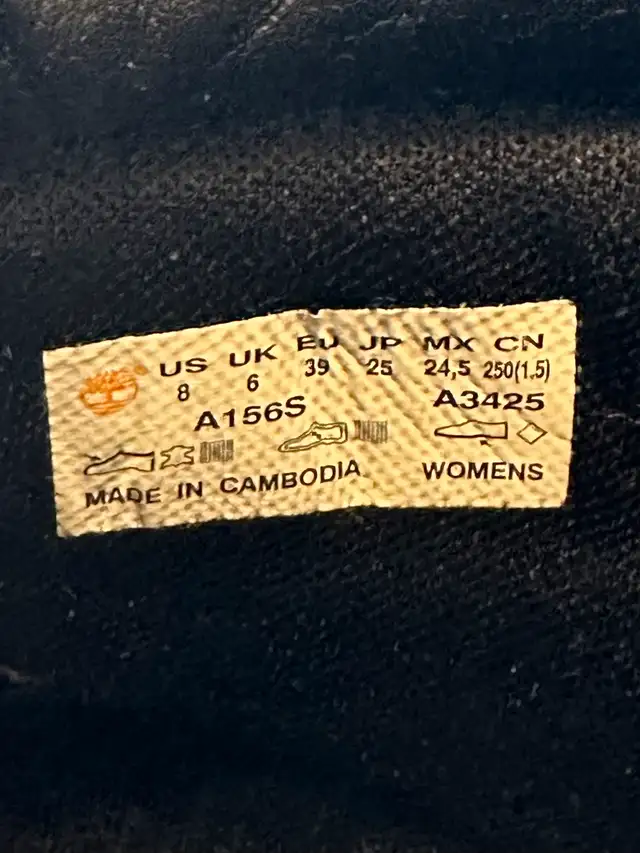 US UK EU JP MX CN
8 6 39 25 24,5 250(1.5)
A156S A3425
MADE IN CAMBODIA WOMENS